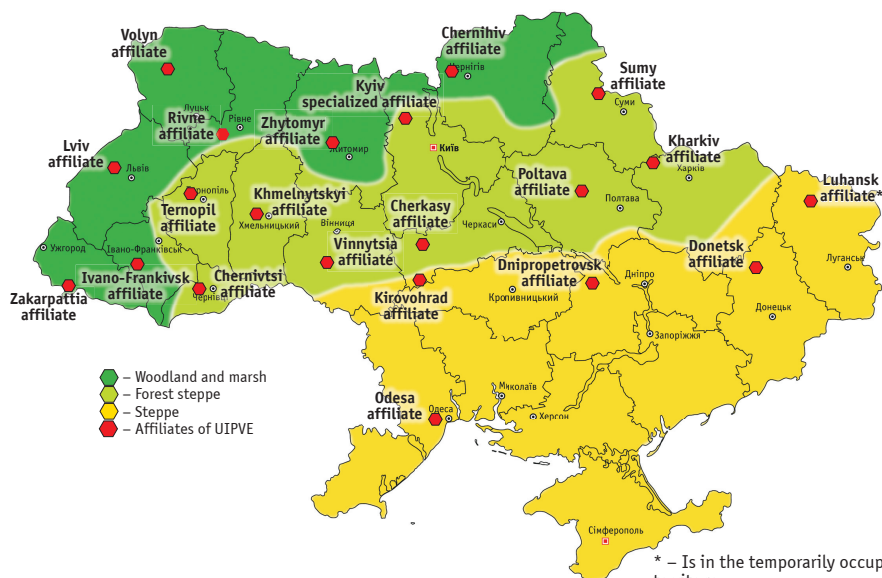 Volyn
affiliate
Chernihiv
affiliate
Чернігів
Sumy
affiliate
Суми
Kyiv
specialized affiliate
Луцьк
Rivne
affiliate
Рівне
Zhytomyr
affiliate
Житомир
Київ
Kharkiv
affiliate
Харків
Lviv
affiliate
Львів
Poltava
affiliate
Полтава
Luhansk
affiliate*
Тернопіль
Ternopil
affiliate
Khmelnytskyi
affiliate
Хмельницький
Вінниця
Cherkasy
affiliate
Черкаси
Vinnytsia
affiliate
Ужгород
Івано-Франківськ
Ivano-Frankivsk
affiliate
Chernivtsi
affiliate
Чернівці
Zakarpattia
affiliate
Kirovohrad
affiliate
Кропивницький
Dnipropetrovsk
affiliate
Дніпро
Donetsk
affiliate
Луганськ
Донецьк
Запоріжжя
– Woodland and marsh
– Forest steppe
– Steppe
– Affiliates of UIPVE
Odesa
affiliate
Одеса
Миколаїв
Херсон
Сімферополь
* – Is in the temporarily occup